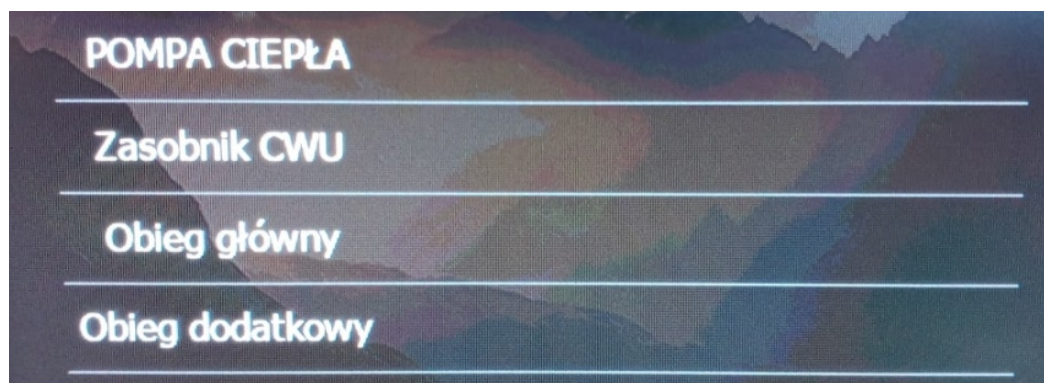 POMPA CIEPŁA
Zasobnik CWU
Obieg główny
Obieg dodatkowy